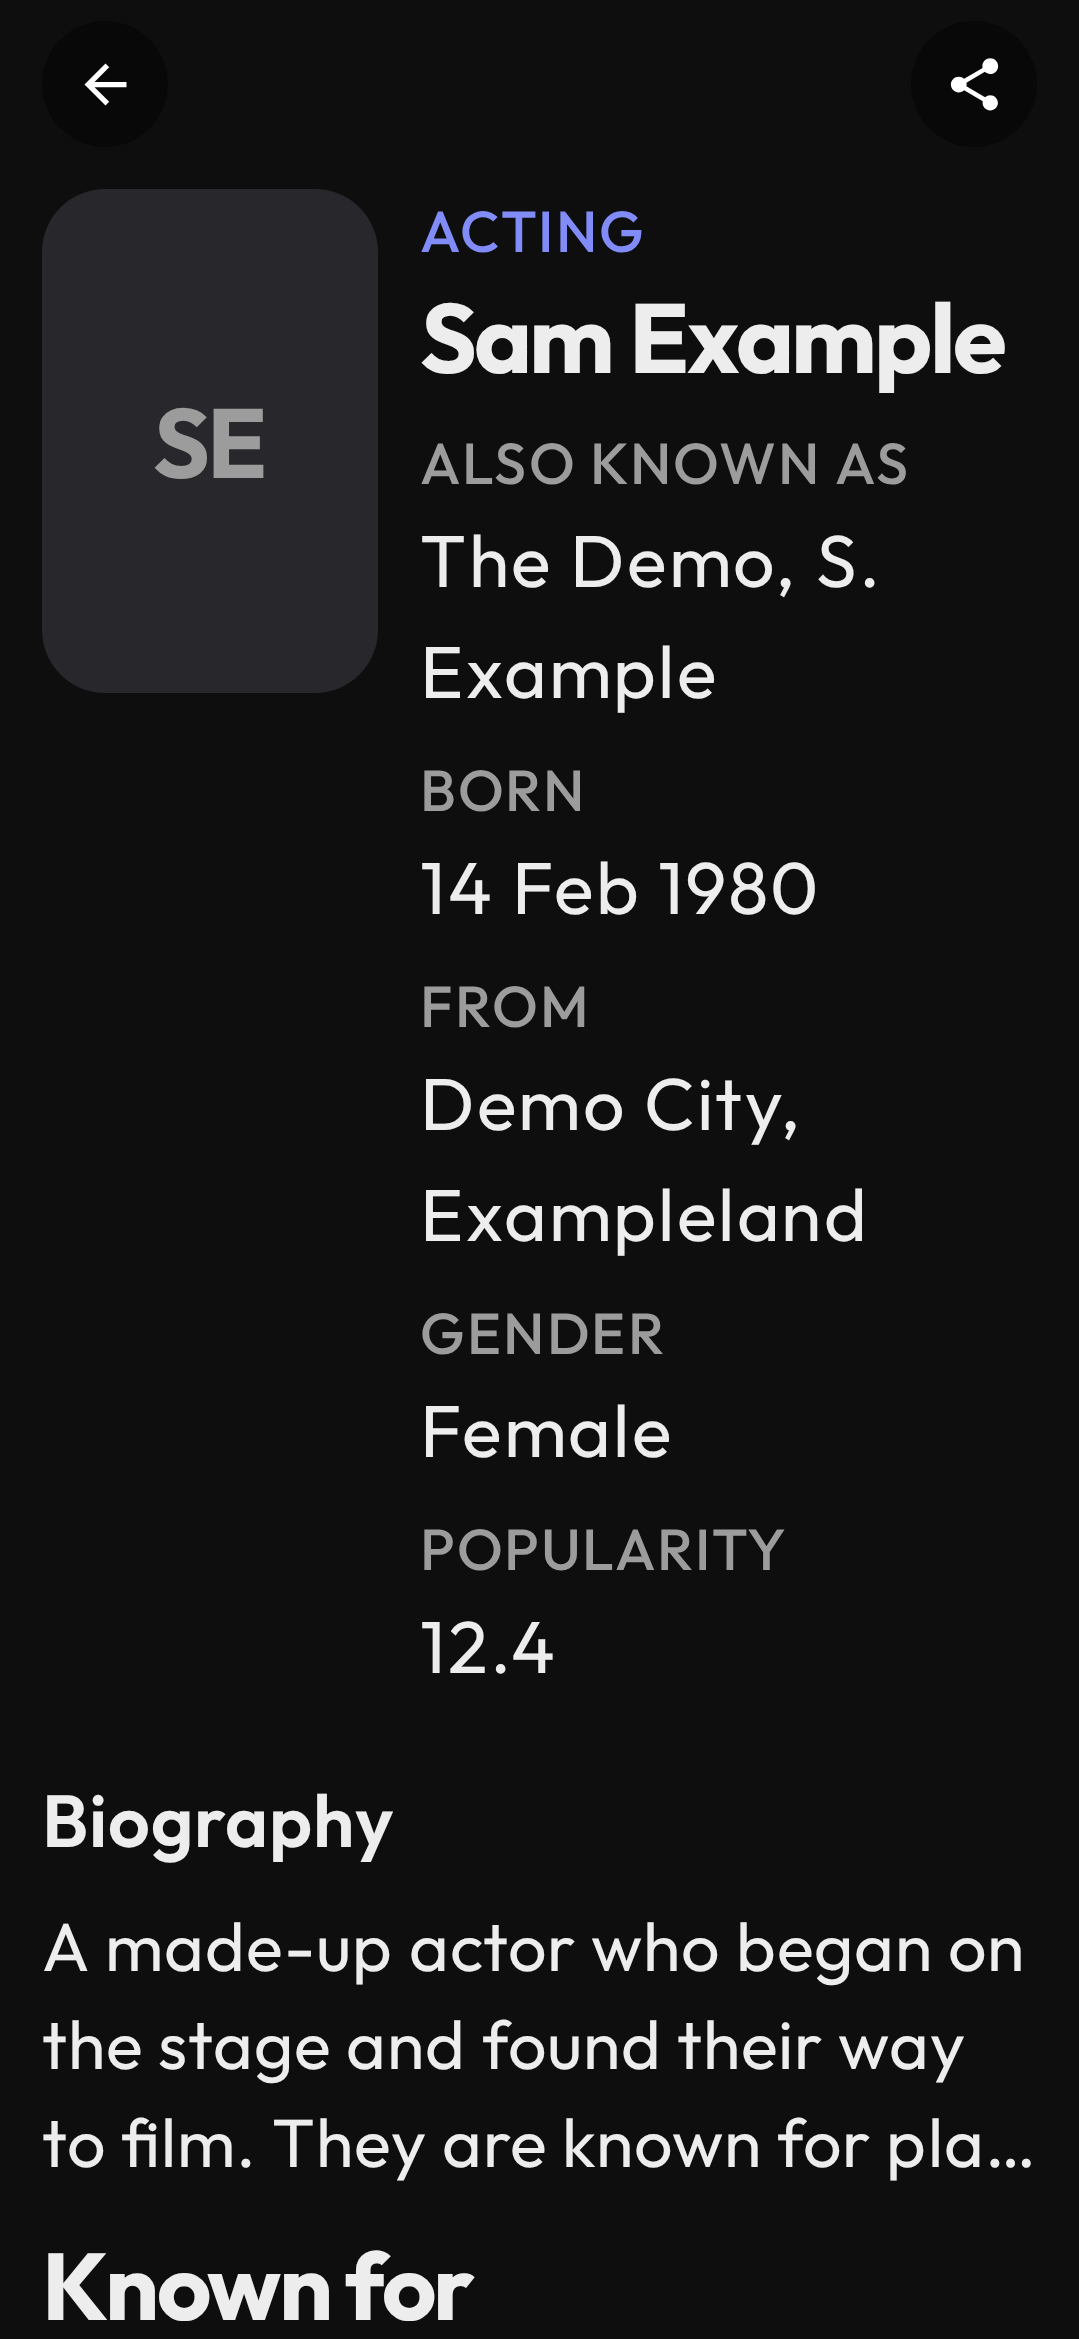 SE
ACTING
Sam Example
ALSO KNOWN AS
The Demo, S.
Example
BORN
14 Feb 1980
FROM
Demo City,
Exampleland
GENDER
Female
POPULARITY
12.4
Biography
A made-up actor who began on
the stage and found their way
to film. They are known for pla...
Known for